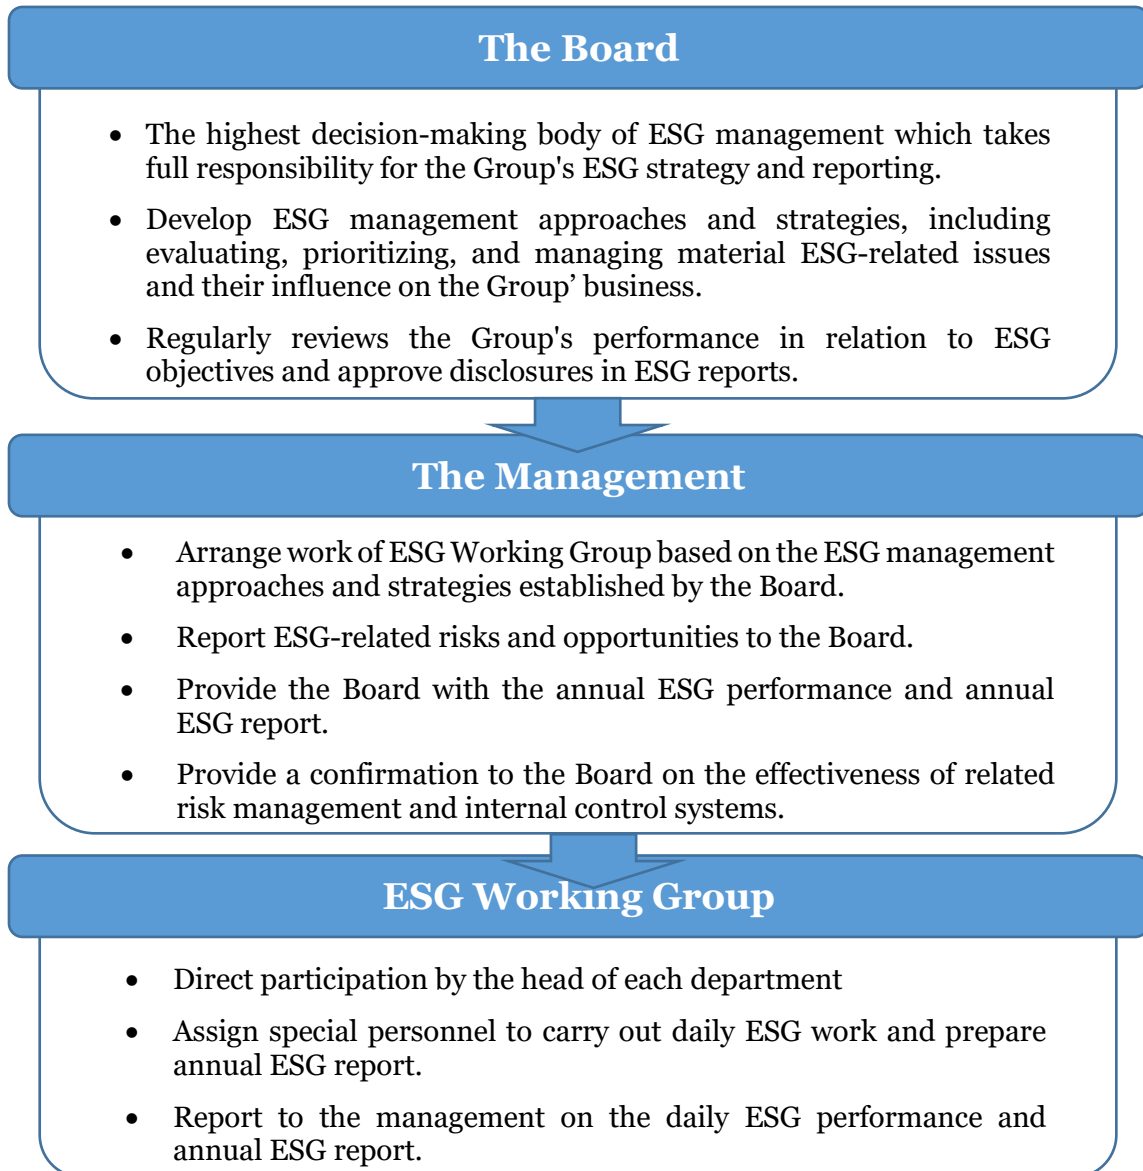 The Board
• The highest decision-making body of ESG management which takes
full responsibility for the Group's ESG strategy and reporting.
• Develop ESG management approaches and strategies, including
evaluating, prioritizing, and managing material ESG-related issues
and their influence on the Group’ business.
• Regularly reviews the Group's performance in relation to ESG
objectives and approve disclosures in ESG reports.
The Management
• Arrange work of ESG Working Group based on the ESG management
approaches and strategies established by the Board.
• Report ESG-related risks and opportunities to the Board.
• Provide the Board with the annual ESG performance and annual
ESG report.
• Provide a confirmation to the Board on the effectiveness of related
risk management and internal control systems.
ESG Working Group
• Direct participation by the head of each department
• Assign special personnel to carry out daily ESG work and prepare
annual ESG report.
• Report to the management on the daily ESG performance and
annual ESG report.